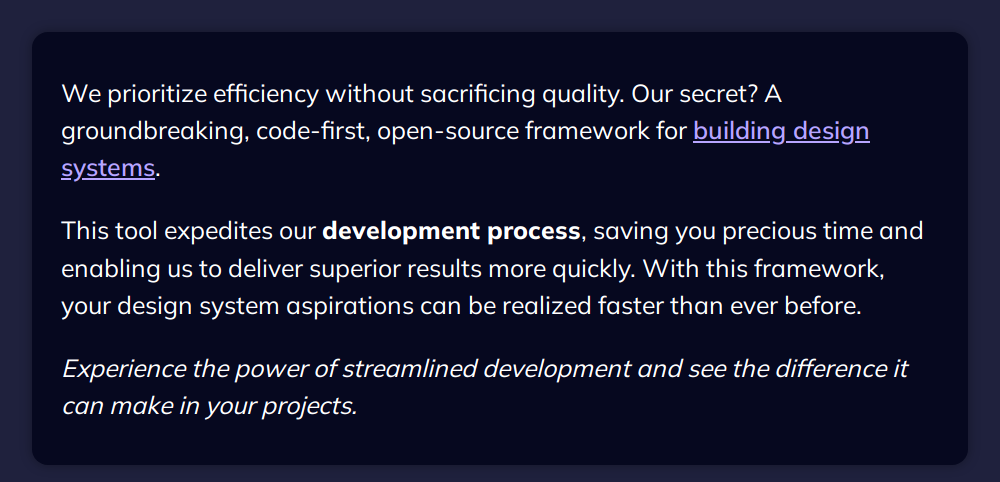 We prioritize efficiency without sacrificing quality. Our secret? A
groundbreaking, code-first, open-source framework for building design
systems.
This tool expedites our development process, saving you precious time and
enabling us to deliver superior results more quickly. With this framework,
your design system aspirations can be realized faster than ever before.
Experience the power of streamlined development and see the difference it
can make in your projects.